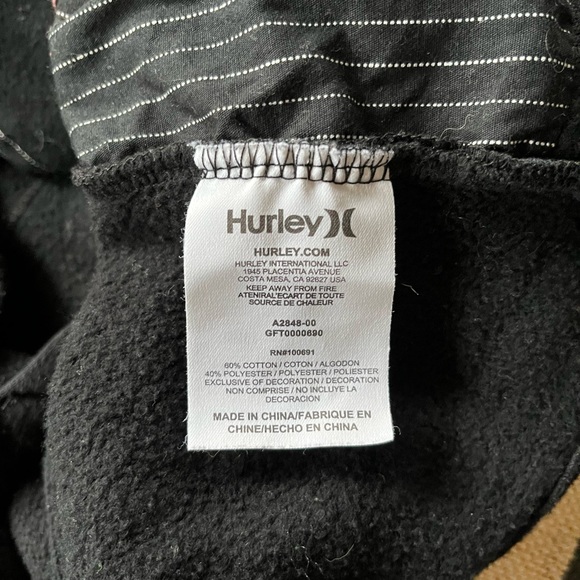 Hurley
HURLEY.COM
HURLEY INTERNATIONAL LLC
1945 PLACENTIA AVENUE
COSTA MESA, CA 92627 USA
KEEP AWAY FROM FIRE
ATENIRAL'ECART DE TOUTE
SOURCE DE CHALEUR
A2848-00
GFT0000690
RN#100691
60% COTTON / COTON / ALGODON
40% POLYESTER / POLYESTER / POLIESTER
EXCLUSIVE OF DECORATION / DECORATION
NON COMPRISE / NO INCLUYE LA
DECORACIÓN
MADE IN CHINA/FABRIQUE EN
CHINE/HECHO EN CHINA